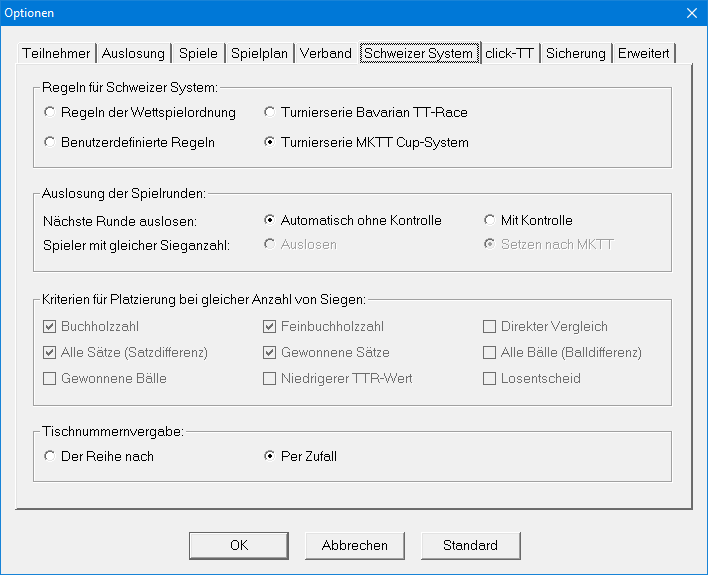 Optionen
Teilnehmer Auslosung Spiele Spielplan Verband Schweizer System click-TT Sicherung Erweitert
Regeln für Schweizer System:
Regeln der Wettspielordnung Turnierserie Bavarian TT-Race
Benutzerdefinierte Regeln Turnierserie MKTT Cup-System
Auslosung der Spielrunden:
Nächste Runde auslosen: Automatisch ohne Kontrolle Mit Kontrolle
Spieler mit gleicher Sieganzahl: Auslosen Setzen nach MKTT
Kriterien für Platzierung bei gleicher Anzahl von Siegen:
Buchholzzahl Feinbuchholzzahl Direkter Vergleich
Alle Sätze (Satzdifferenz) Gewonnene Sätze Alle Bälle (Balldifferenz)
Gewonnene Bälle Niedrigerer TTR-Wert Losentscheid
Tischnummernvergabe:
Der Reihe nach Per Zufall
OK Abbrechen Standard